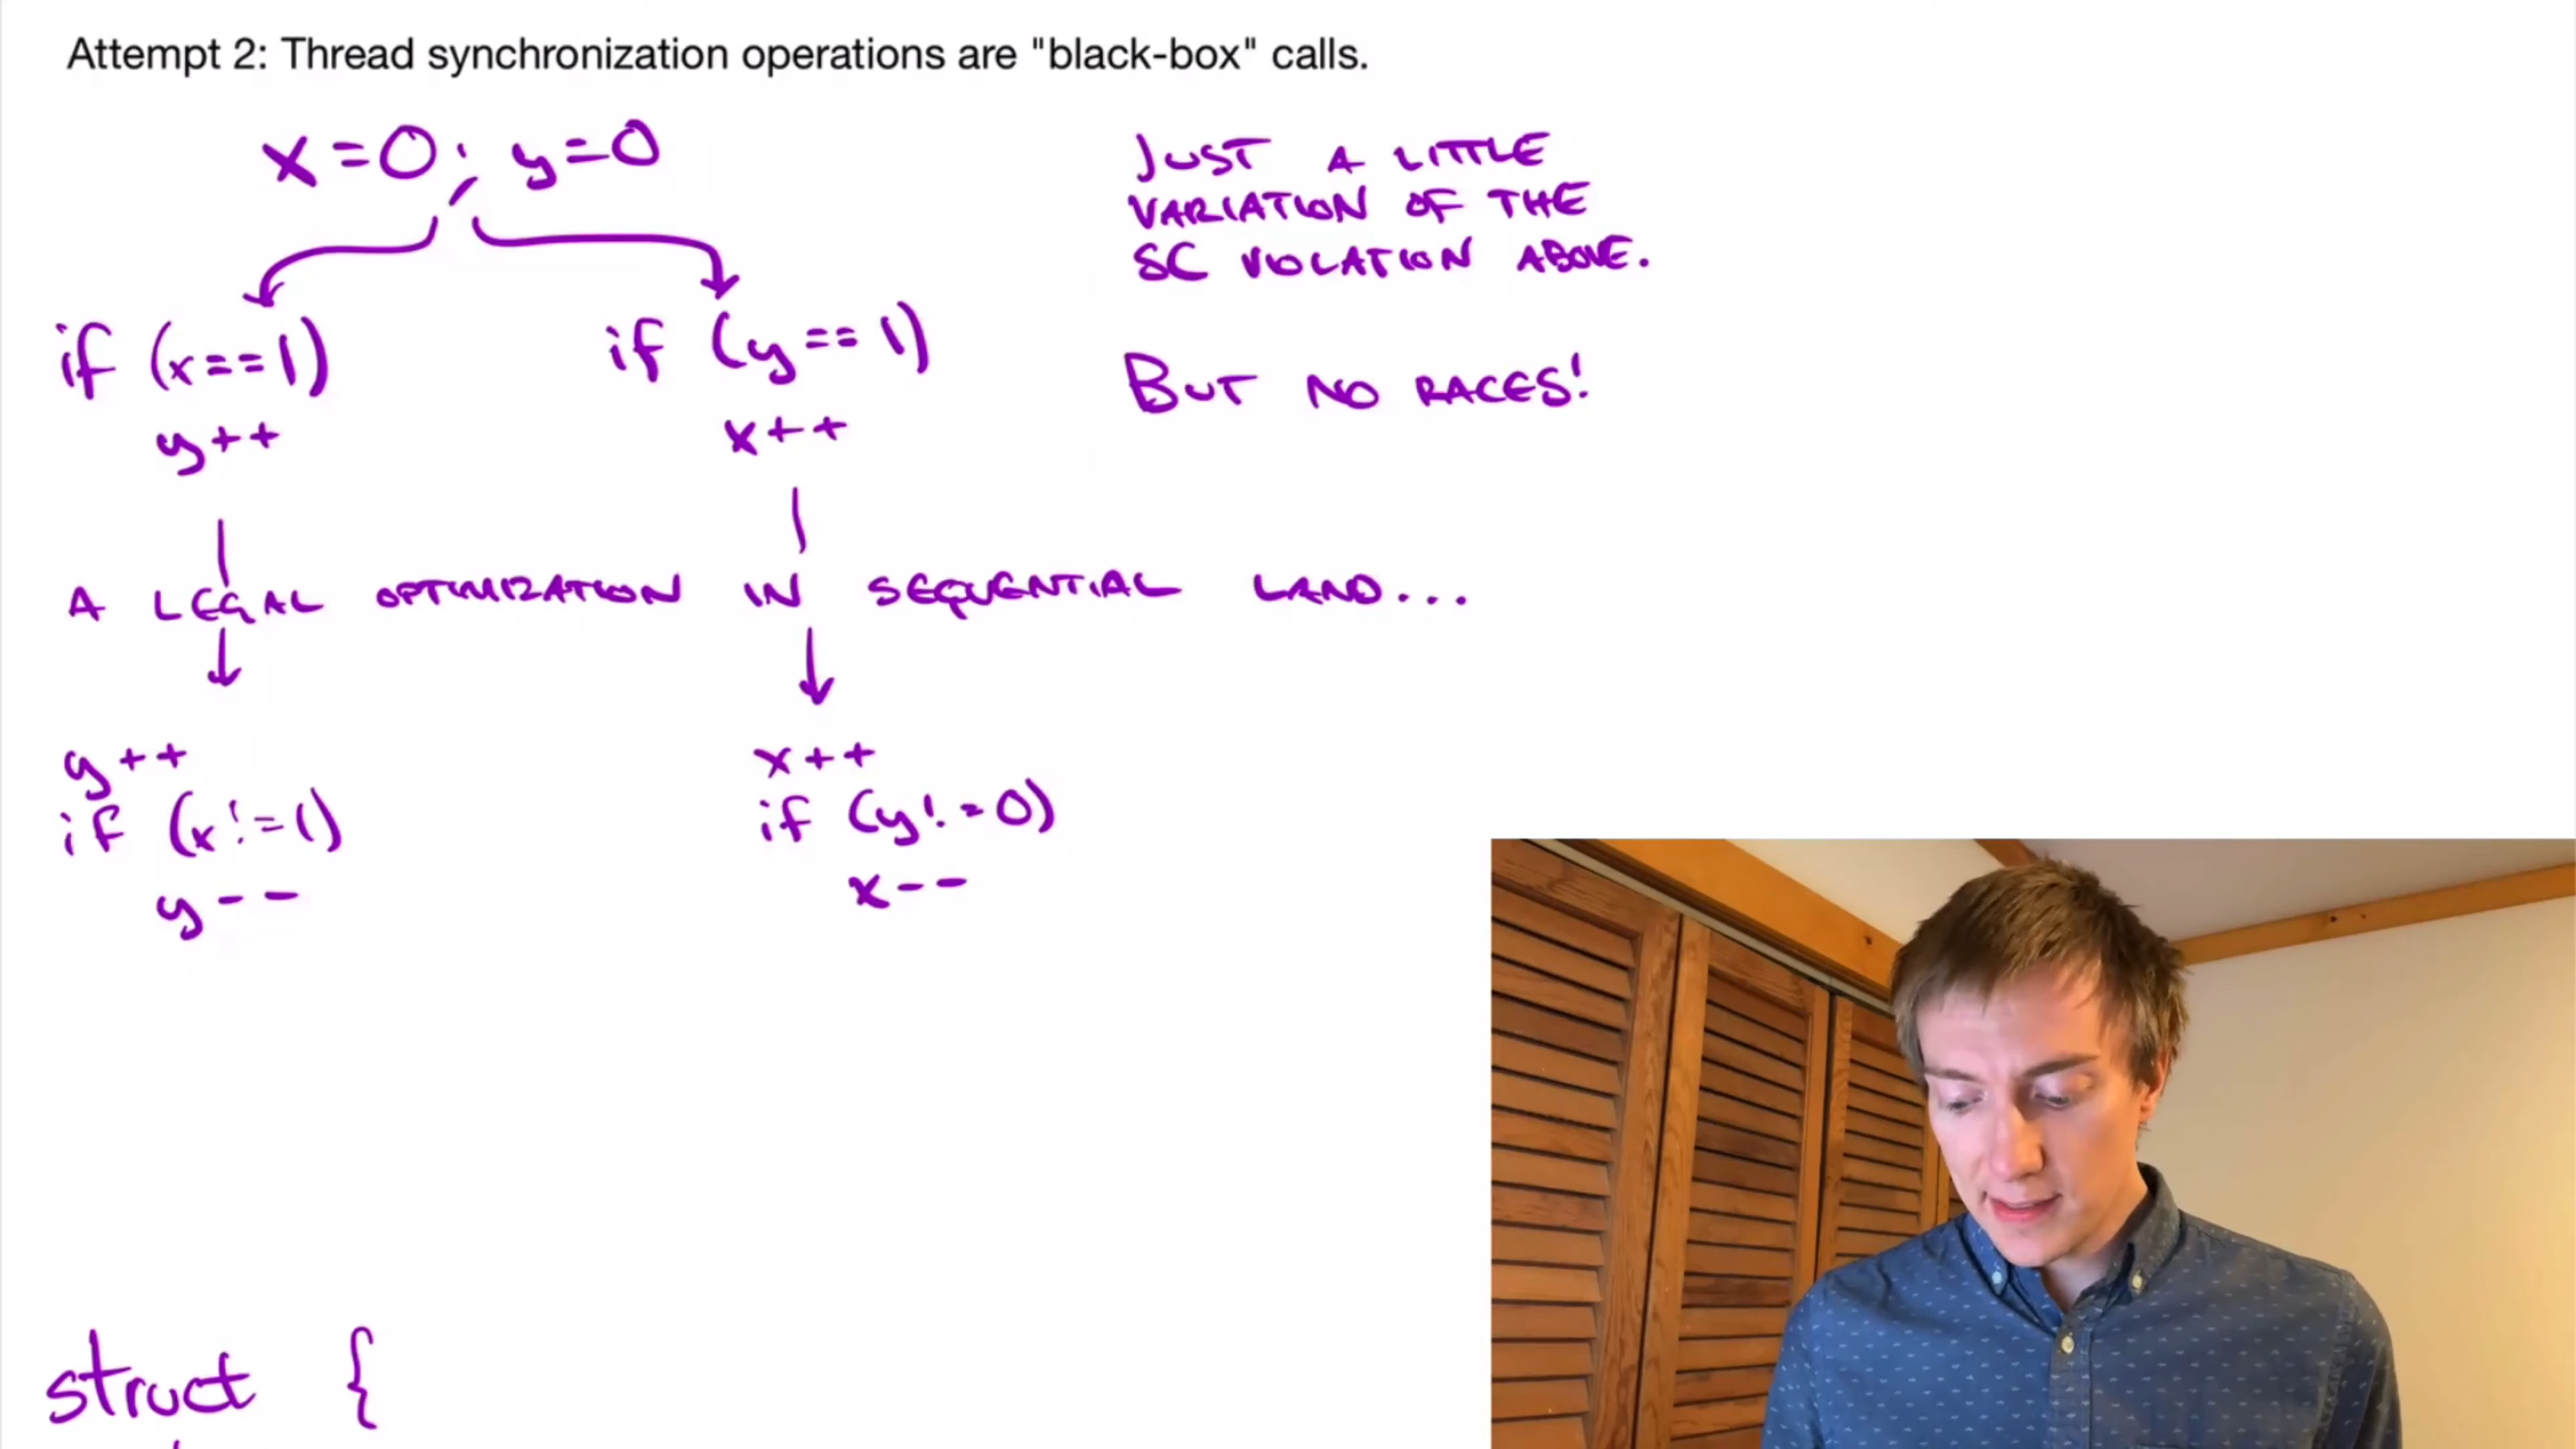 Attempt 2: Thread synchronization operations are "black-box" calls.
x=0; y=0
if (x==1)
y++
if (y==1)
x++
JUST A LITTLE
VARIATION OF THE
SC VIOLATION ABOVE.
BUT NO RACES!
A LEGAL OPTIMIZATION IN SEQUENTIAL LAND...
y++
if (x!=1)
y--
x++
if (y!=0)
x--
struct {